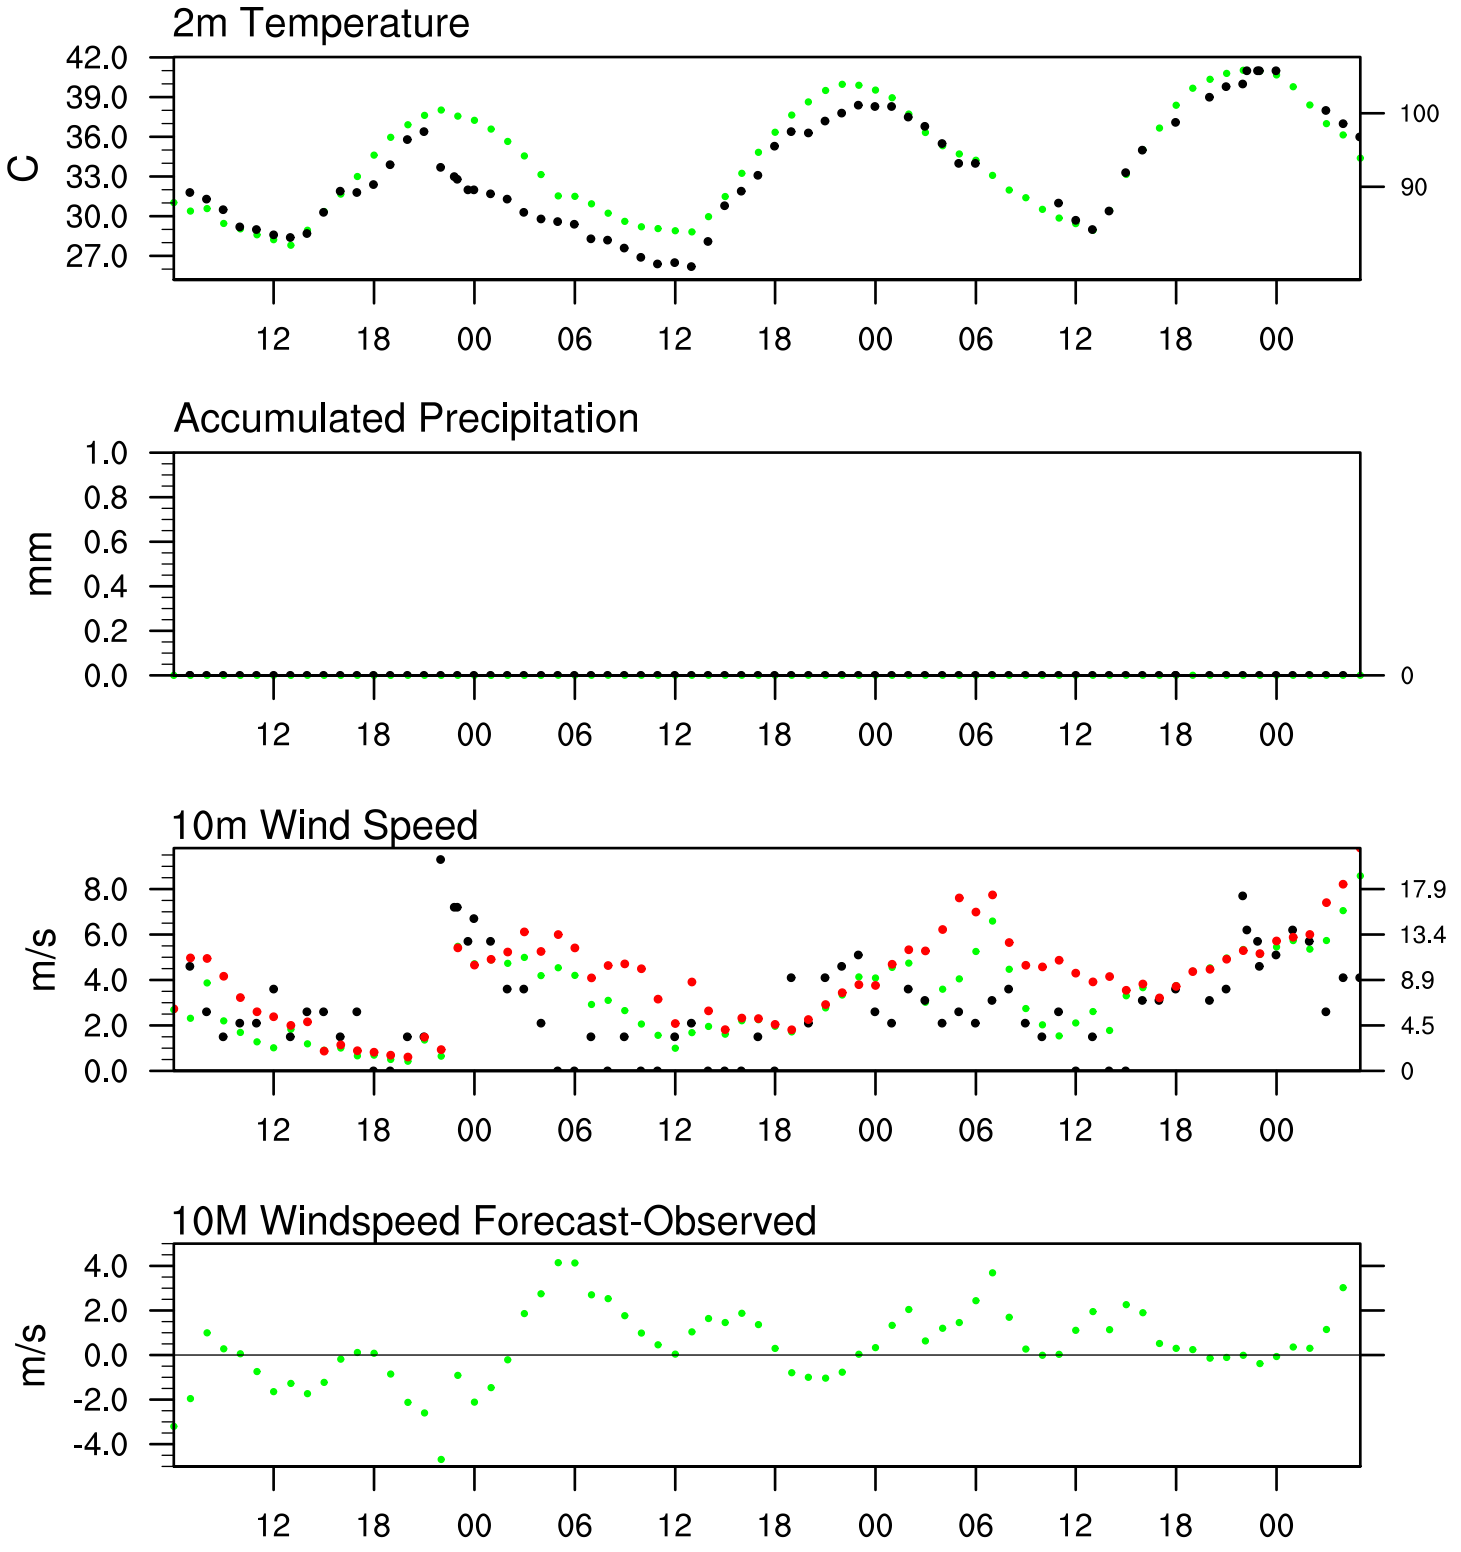 2m Temperature
42.0
39.0
36.0
33.0
30.0
27.0
C
100
90
12 18 00 06 12 18 00 06 12 18 00
Accumulated Precipitation
1.0
0.8
0.6
0.4
0.2
0.0
mm
0
12 18 00 06 12 18 00 06 12 18 00
10m Wind Speed
8.0
6.0
4.0
2.0
0.0
m/s
17.9
13.4
8.9
4.5
0
12 18 00 06 12 18 00 06 12 18 00
10M Windspeed Forecast-Observed
4.0
2.0
0.0
-2.0
-4.0
m/s
12 18 00 06 12 18 00 06 12 18 00